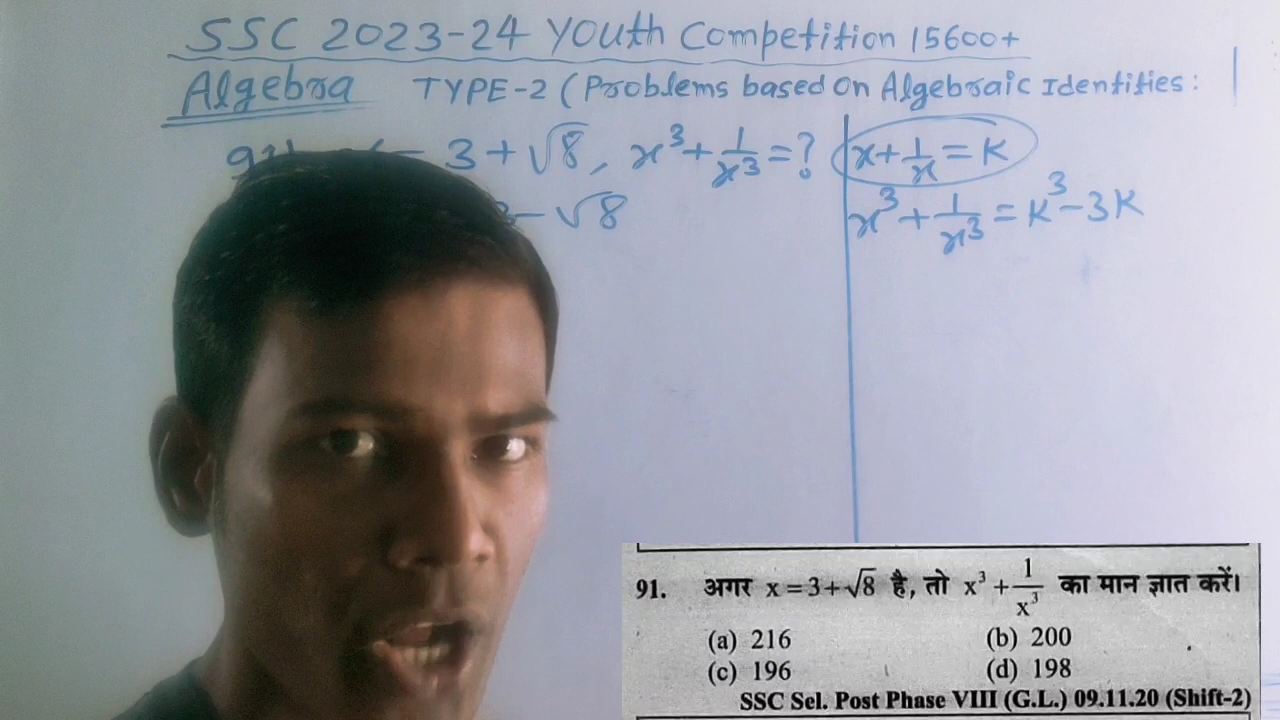 SSC 2023-24 Youth Competition 15600+
Algebra TYPE-2 (Problems based on Algebraic Identities:
91. 3 + √8, x³ + 1/x³ = ? x + 1/x = K
3 - √8 x³ + 1/x³ = K³ - 3K
91. अगर x = 3+√8 है, तो x³ + 1/x³ का मान ज्ञात करें।
(a) 216 (b) 200
(c) 196 (d) 198
SSC Sel. Post Phase VIII (G.L.) 09.11.20 (Shift-2)